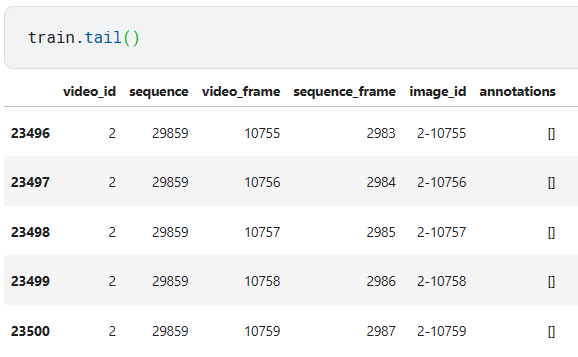 train.tail()
video_id sequence video_frame sequence_frame image_id annotations
23496 2 29859 10755 2983 2-10755 []
23497 2 29859 10756 2984 2-10756 []
23498 2 29859 10757 2985 2-10757 []
23499 2 29859 10758 2986 2-10758 []
23500 2 29859 10759 2987 2-10759 []